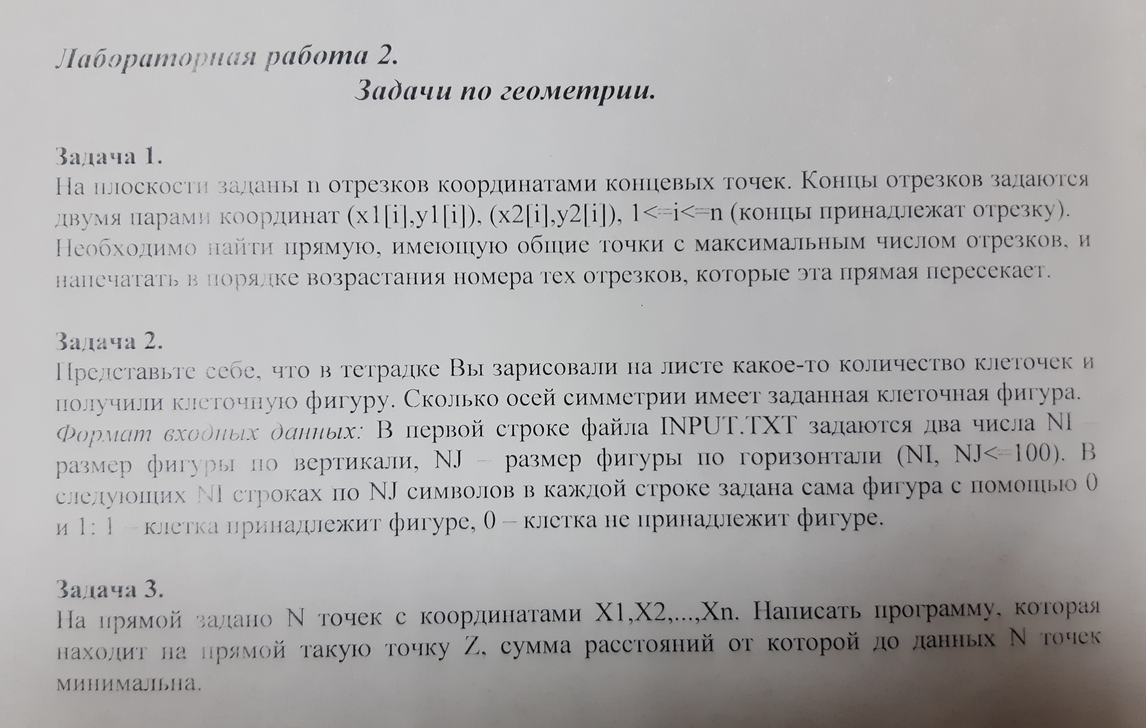 Лабораторная работа 2.
Задачи по геометрии.
Задача 1.
На плоскости заданы n отрезков координатами концевых точек. Концы отрезков задаются
двумя парами координат (x1[i],y1[i]), (x2[i],y2[i]), 1<=i<=n (концы принадлежат отрезку).
Необходимо найти прямую, имеющую общие точки с максимальным числом отрезков, и
напечатать в порядке возрастания номера тех отрезков, которые эта прямая пересекает.
Задача 2.
Представьте себе, что в тетрадке Вы зарисовали на листе какое-то количество клеточек и
получили клеточную фигуру. Сколько осей симметрии имеет заданная клеточная фигура.
Формат входных данных: В первой строке файла INPUT.TXT задаются два числа NI –
размер фигуры по вертикали, NJ – размер фигуры по горизонтали (NI, NJ<=100). В
следующих NI строках по NJ символов в каждой строке задана сама фигура с помощью 0
и 1: 1 – клетка принадлежит фигуре, 0 – клетка не принадлежит фигуре.
Задача 3.
На прямой задано N точек с координатами X1,X2,...,Xn. Написать программу, которая
находит на прямой такую точку Z, сумма расстояний от которой до данных N точек
минимальна.